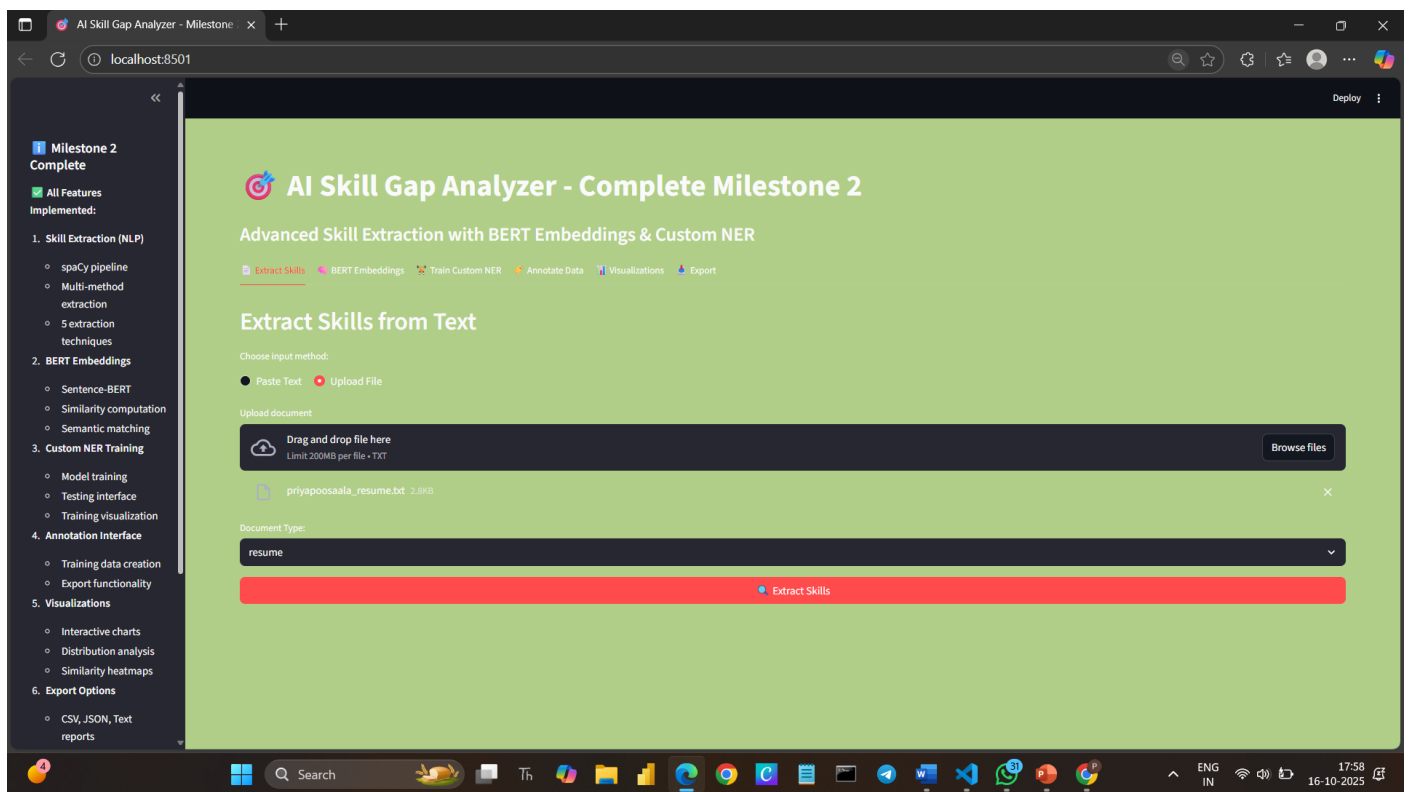 AI Skill Gap Analyzer - Milestone
localhost:8501
Deploy
Milestone 2
Complete
All Features
Implemented:
1. Skill Extraction (NLP)
spaCy pipeline
Multi-method
extraction
5 extraction
techniques
2. BERT Embeddings
Sentence-BERT
Similarity computation
Semantic matching
3. Custom NER Training
Model training
Testing interface
Training visualization
4. Annotation Interface
Training data creation
Export functionality
5. Visualizations
Interactive charts
Distribution analysis
Similarity heatmaps
6. Export Options
CSV, JSON, Text
reports
AI Skill Gap Analyzer - Complete Milestone 2
Advanced Skill Extraction with BERT Embeddings & Custom NER
Extract Skills BERT Embeddings Train Custom NER Annotate Data Visualizations Export
Extract Skills from Text
Choose input method:
Paste Text Upload File
Upload document
Drag and drop file here
Limit 200MB per file • TXT
Browse files
priyapoosaala_resume.txt 2.8KB
Document Type:
resume
Extract Skills
4
Search
Th
31
ENG
IN
17:58
16-10-2025